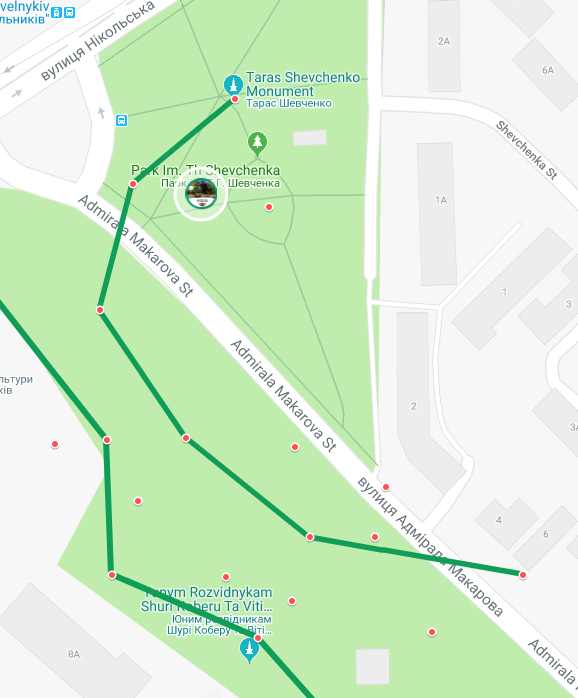 velnykiv
льників"
вулиця Нікольська
2A
6A
Taras Shevchenko
Monument
Тарас Шевченко
Shevchenka St
Park Im. Th Shevchenka
Парк Г. Шевченка
1A
Admirala Makarova St
1
3
Admirala Makarova St
льтури
ків
2
3A
вулиця Адмірала Макарова
4
6
Yunym Rozvidnykam
Shuri Koberu Ta Viti...
Юним розвідникам
Шурі Коберу та Віті...
8A
Admirala